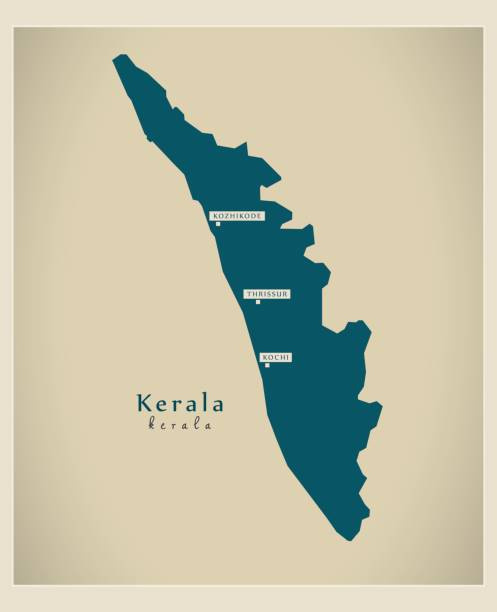 KOZHIKODE
THRISSUR
KOCHI
Kerala
kerala